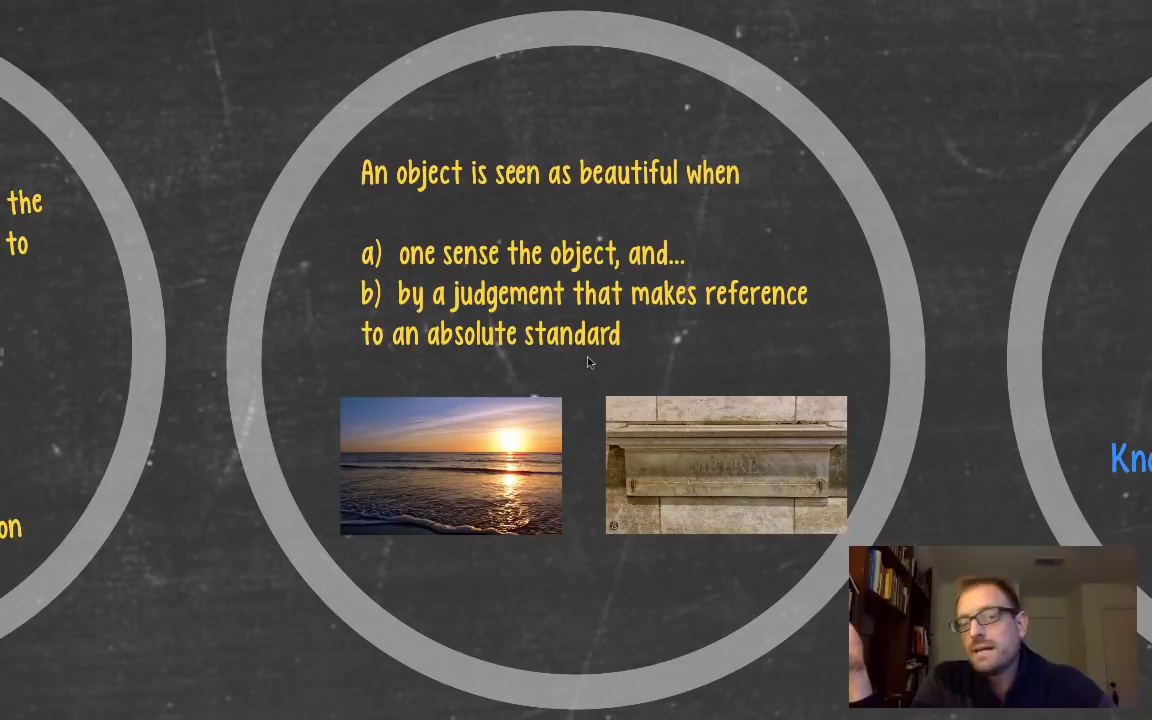 the
to
on
An object is seen as beautiful when
a) one sense the object, and...
b) by a judgement that makes reference
to an absolute standard
Kno